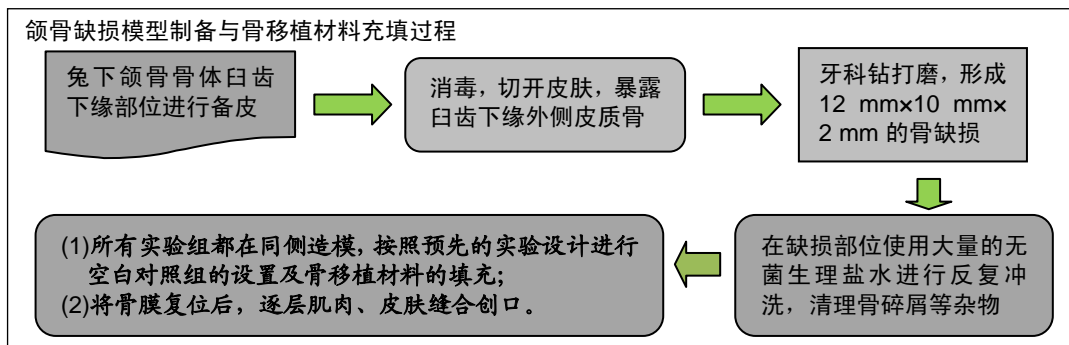 颌骨缺损模型制备与骨移植材料充填过程
兔下颌骨骨体臼齿
下缘部位进行备皮
消毒，切开皮肤，暴露
臼齿下缘外侧皮质骨
牙科钻打磨，形成
12 mm×10 mm×
2 mm 的骨缺损
在缺损部位使用大量的无
菌生理盐水进行反复冲
洗，清理骨碎屑等杂物
(1)所有实验组都在同侧造模，按照预先的实验设计进行
空白对照组的设置及骨移植材料的填充；
(2)将骨膜复位后，逐层肌肉、皮肤缝合创口。